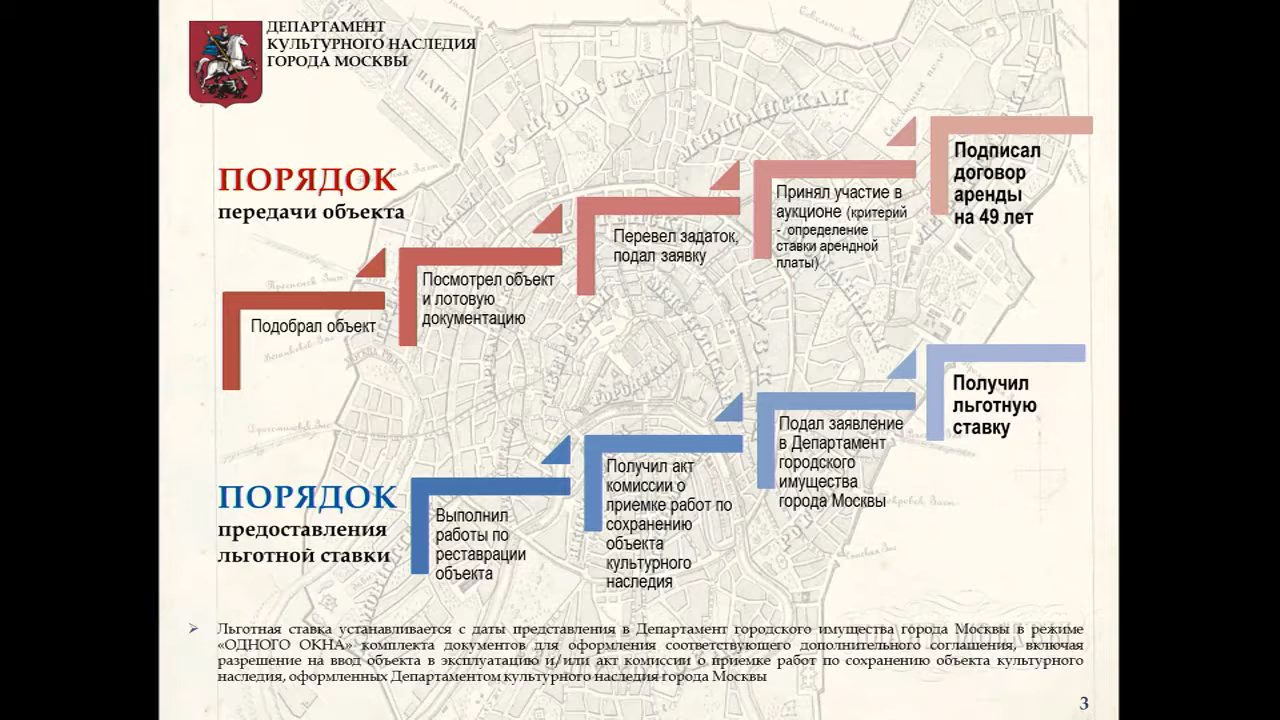 ДЕПАРТАМЕНТ
КУЛЬТУРНОГО НАСЛЕДИЯ
ГОРОДА МОСКВЫ
ПОРЯДОК
передачи объекта
Подобрал объект
Посмотрел объект
и лотовую
документацию
Перевел задаток,
подал заявку
Принял участие в
аукционе (критерий
- определение
ставки арендной
платы)
Подписал
договор
аренды
на 49 лет
ПОРЯДОК
предоставления
льготной ставки
Выполнил
работы по
реставрации
объекта
Получил акт
комиссии о
приемке работ по
сохранению
объекта
культурного
наследия
Подал заявление
в Департамент
городского
имущества
города Москвы
Получил
льготную
ставку
➢ Льготная ставка устанавливается с даты представления в Департамент городского имущества города Москвы в режиме
«ОДНОГО ОКНА» комплекта документов для оформления соответствующего дополнительного соглашения, включая
разрешение на ввод объекта в эксплуатацию и/или акт комиссии о приемке работ по сохранению объекта культурного
наследия, оформленных Департаментом культурного наследия города Москвы
3